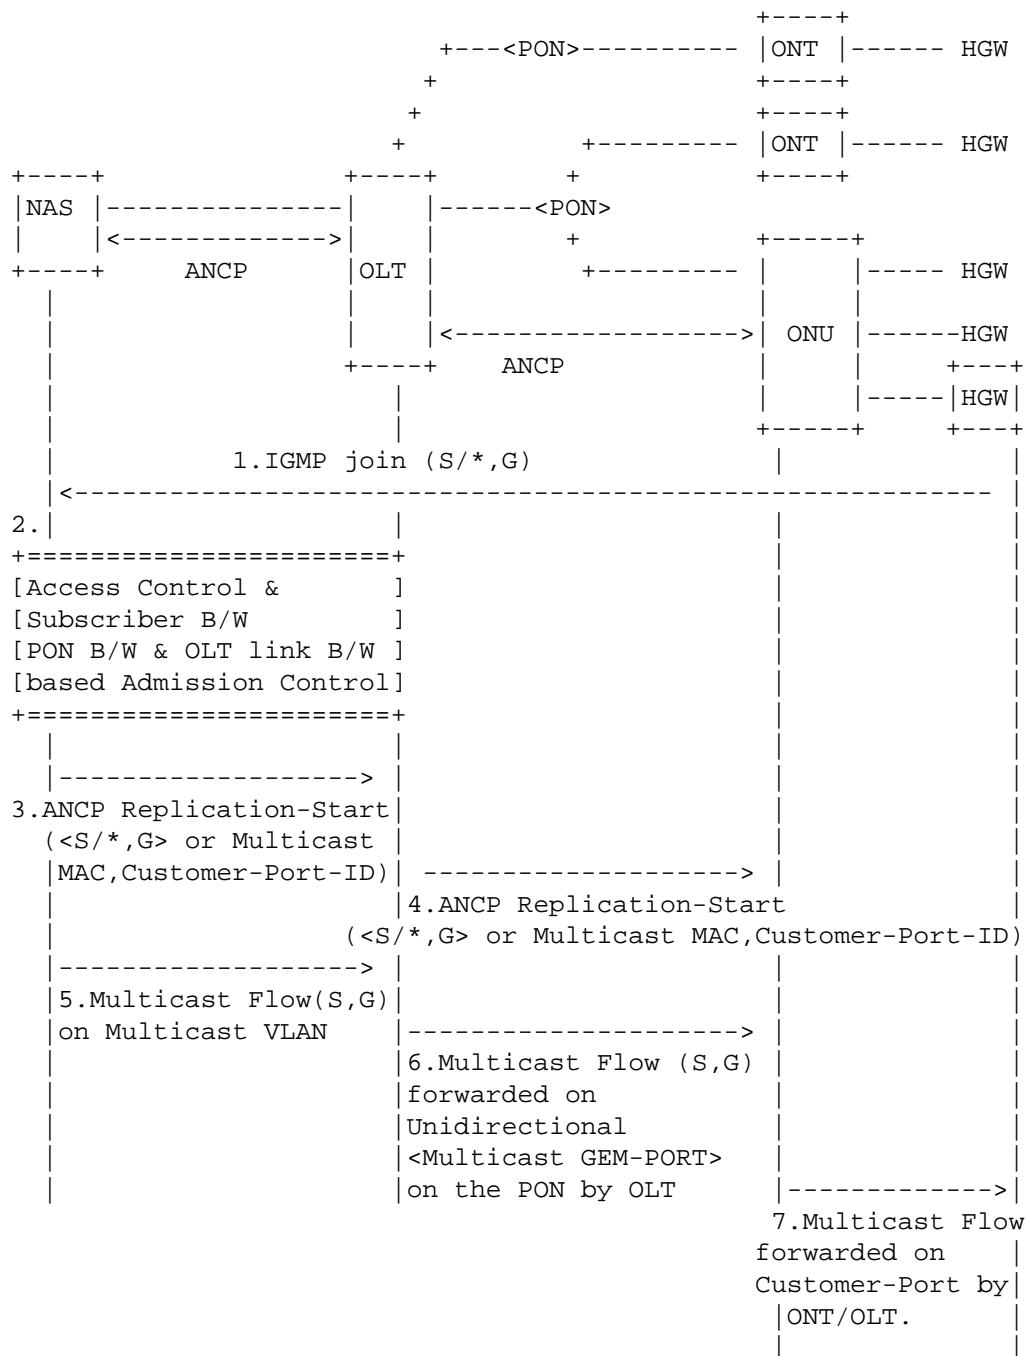 +----+
                           +---<PON>---------- |ONT |------ HGW
                          +                    +----+
                         +                     +----+
                        +           +--------- |ONT |------ HGW
+----+               +----+        +           +----+
|NAS |---------------|    |------<PON>
|    |<------------->|    |        +           +-----+
+----+     ANCP      |OLT |         +--------- |     |----- HGW
  |                  |    |                    |     |
  |                  |    |<------------------>| ONU |------HGW
  |                  +----+    ANCP            |     |     +---+
  |                     |                      |     |-----|HGW|
  |                     |                      +-----+     +---+
  |           1.IGMP join (S/*,G)               |              |
  |<---------------------------------------------------------- |
2.|                     |                       |              |
+=======================+                       |              |
[Access Control &       ]                       |              |
[Subscriber B/W         ]                       |              |
[PON B/W & OLT link B/W ]                       |              |
[based Admission Control]                       |              |
+=======================+                       |              |
  |                     |                       |              |
  |-------------------> |                       |              |
3.ANCP Replication-Start|                       |              |
  (<S/*,G> or Multicast |                       |              |
  |MAC,Customer-Port-ID)| --------------------> |              |
  |                     |4.ANCP Replication-Start              |
  |                  (<S/*,G> or Multicast MAC,Customer-Port-ID)
  |-------------------> |                       |              |
  |5.Multicast Flow(S,G)|                       |              |
  |on Multicast VLAN    |---------------------> |              |
  |                     |6.Multicast Flow (S,G) |              |
  |                     |forwarded on           |              |
  |                     |Unidirectional         |              |
  |                     |<Multicast GEM-PORT>   |              |
  |                     |on the PON by OLT      |------------->|
                                                7.Multicast Flow
                                               forwarded on    |
                                               Customer-Port by|
                                                |ONT/OLT.      |
                                                |              |